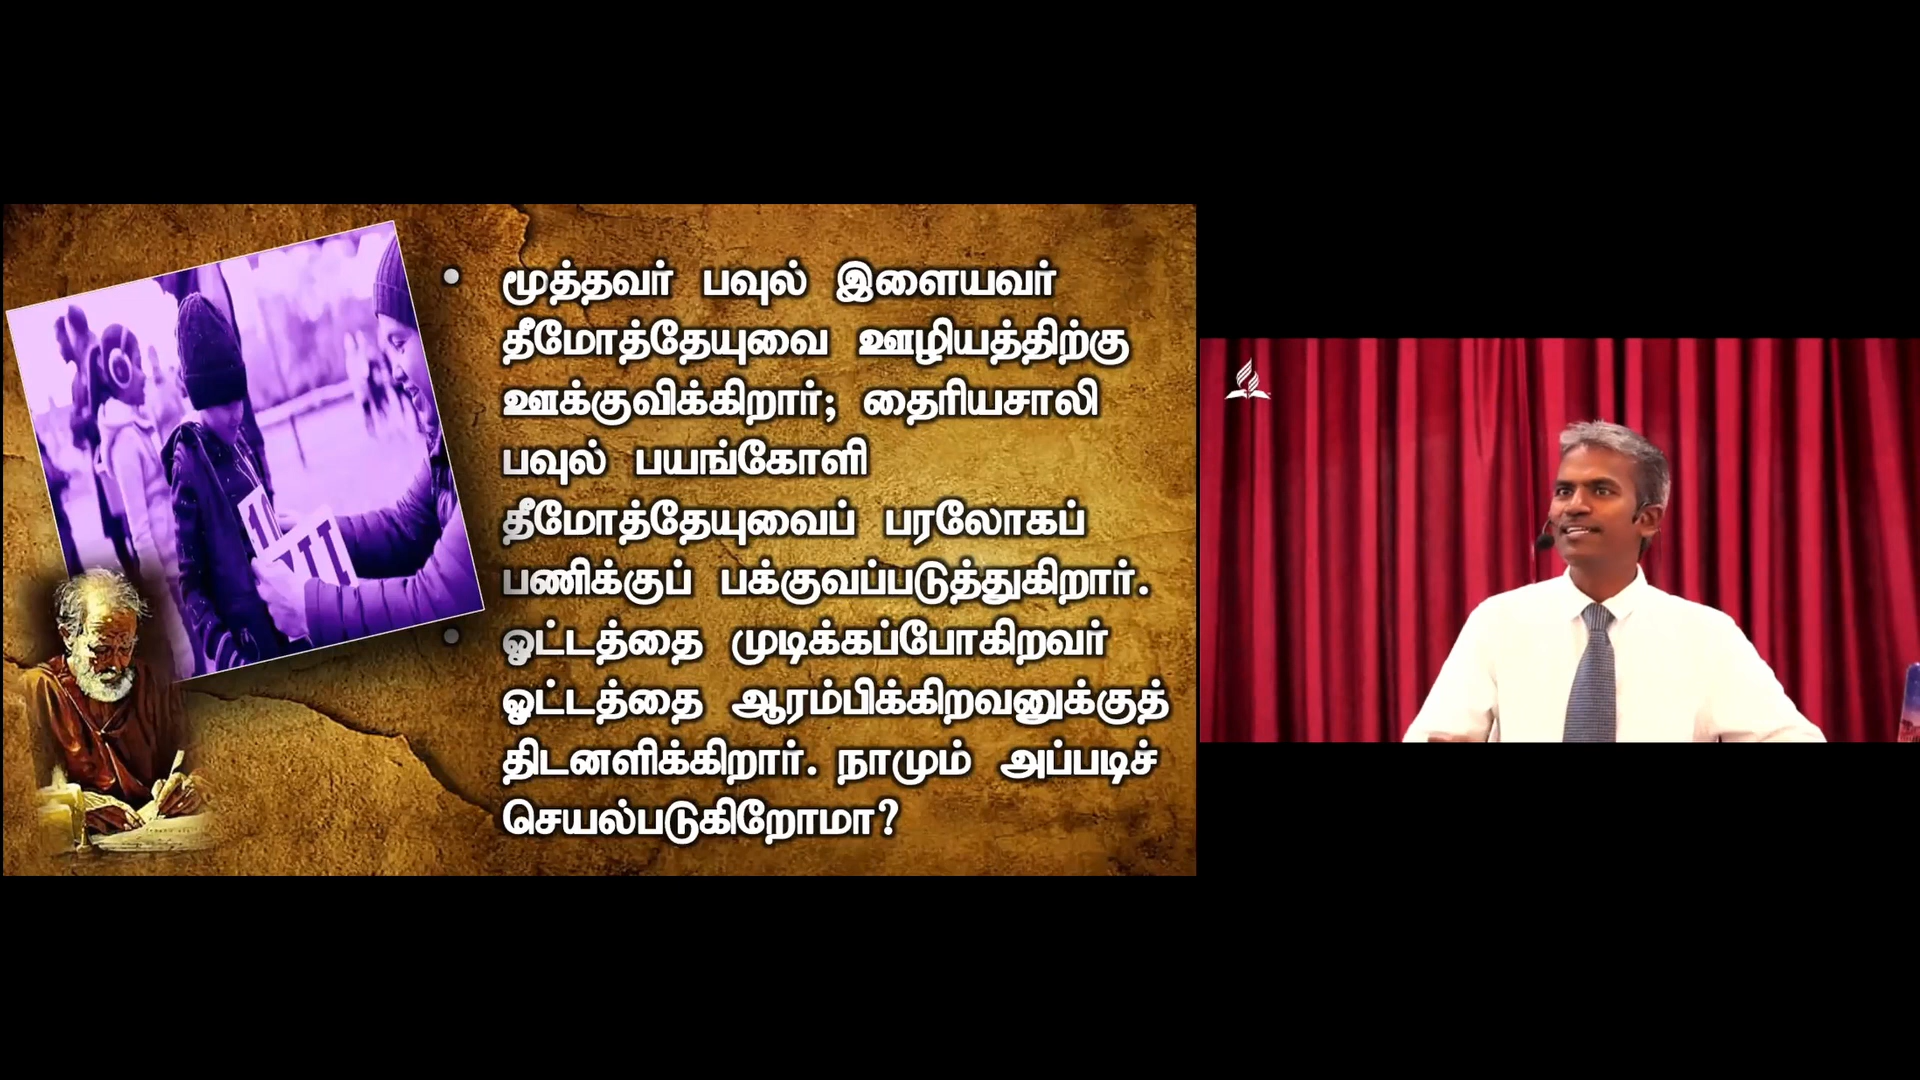 • மூத்தவர் பவுல் இளையவர்
தீமோத்தேயுவை ஊழியத்திற்கு
ஊக்குவிக்கிறார்; தைரியசாலி
பவுல் பயங்கோளி
தீமோத்தேயுவைப் பரலோகப்
பணிக்குப் பக்குவப்படுத்துகிறார்.
• ஓட்டத்தை முடிக்கப்போகிறவர்
ஓட்டத்தை ஆரம்பிக்கிறவனுக்குத்
திடனளிக்கிறார். நாமும் அப்படிச்
செயல்படுகிறோமா?